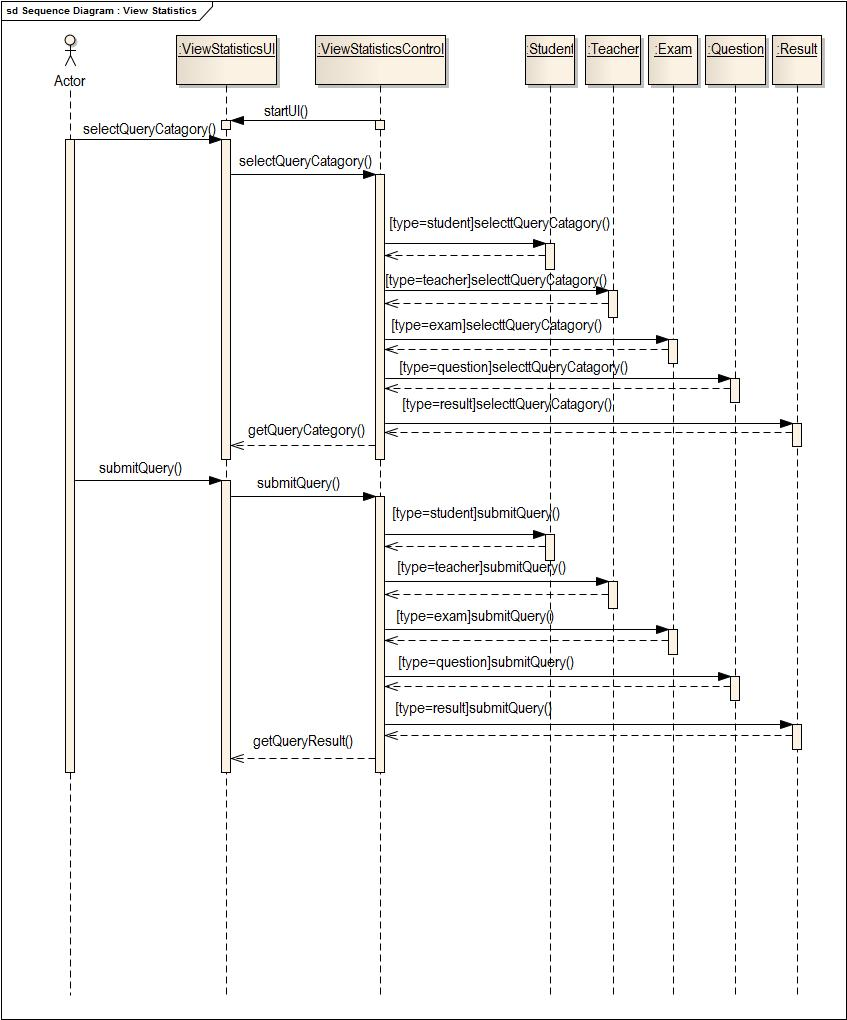 sd Sequence Diagram : View Statistics
Actor
:ViewStatisticsUI
:ViewStatisticsControl
:Student
:Teacher
:Exam
:Question
:Result
startUI()
selectQueryCatagory()
selectQueryCatagory()
[type=student]selecttQueryCatagory()
[type=teacher]selecttQueryCatagory()
[type=exam]selecttQueryCatagory()
[type=question]selecttQueryCatagory()
[type=result]selecttQueryCatagory()
getQueryCategory()
submitQuery()
submitQuery()
[type=student]submitQuery()
[type=teacher]submitQuery()
[type=exam]submitQuery()
[type=question]submitQuery()
[type=result]submitQuery()
getQueryResult()